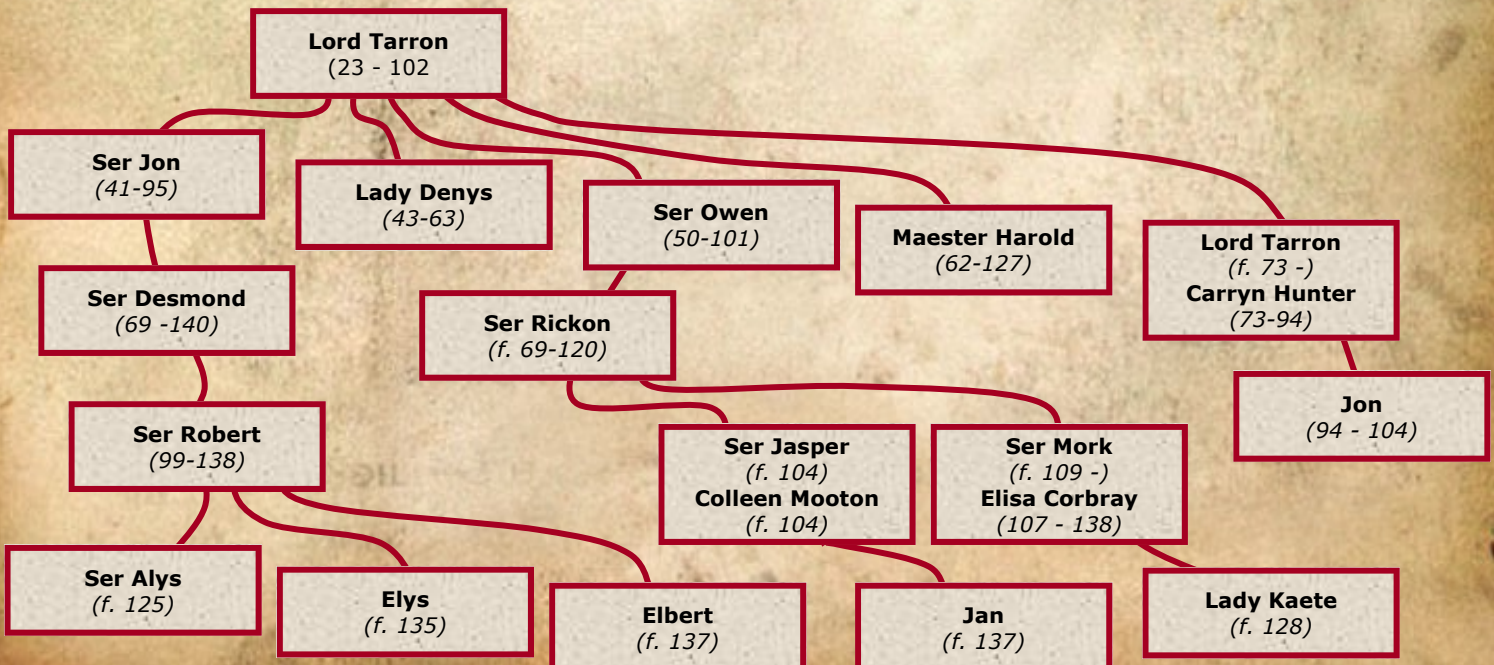 Lord Tarron
(23 - 102
Ser Jon
(41-95)
Lady Denys
(43-63)
Ser Owen
(50-101)
Maester Harold
(62-127)
Lord Tarron
(f. 73 -)
Carryn Hunter
(73-94)
Ser Desmond
(69 -140)
Ser Rickon
(f. 69-120)
Jon
(94 - 104)
Ser Robert
(99-138)
Ser Jasper
(f. 104)
Colleen Mooton
(f. 104)
Ser Mork
(f. 109 -)
Elisa Corbray
(107 - 138)
Ser Alys
(f. 125)
Elys
(f. 135)
Elbert
(f. 137)
Jan
(f. 137)
Lady Kaete
(f. 128)